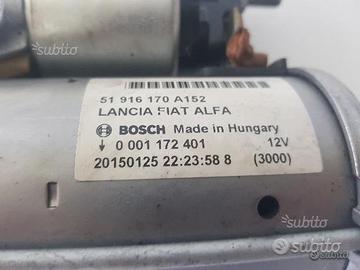 subito
subito
51 916 170 A152
LANCIA FIAT ALFA
BOSCH Made in Hungary
0 001 172 401 12V
20150125 22:23:58 8 (3000)
subito
subito